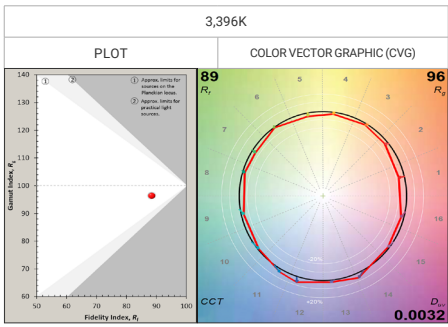 3,396K
PLOT
COLOR VECTOR GRAPHIC (CVG)
140
130
120
110
100
90
80
70
60
50
60
70
80
90
100
Gamut Index, Rg
Fidelity Index, Rf
1 Approx. limits for
sources on the
Planckian locus.
2 Approx. limits for
practical light
sources.
1
2
89
Rf
96
Rg
1
2
3
4
5
6
7
8
9
10
11
12
13
14
15
16
-20%
+20%
CCT
Duv
0.0032